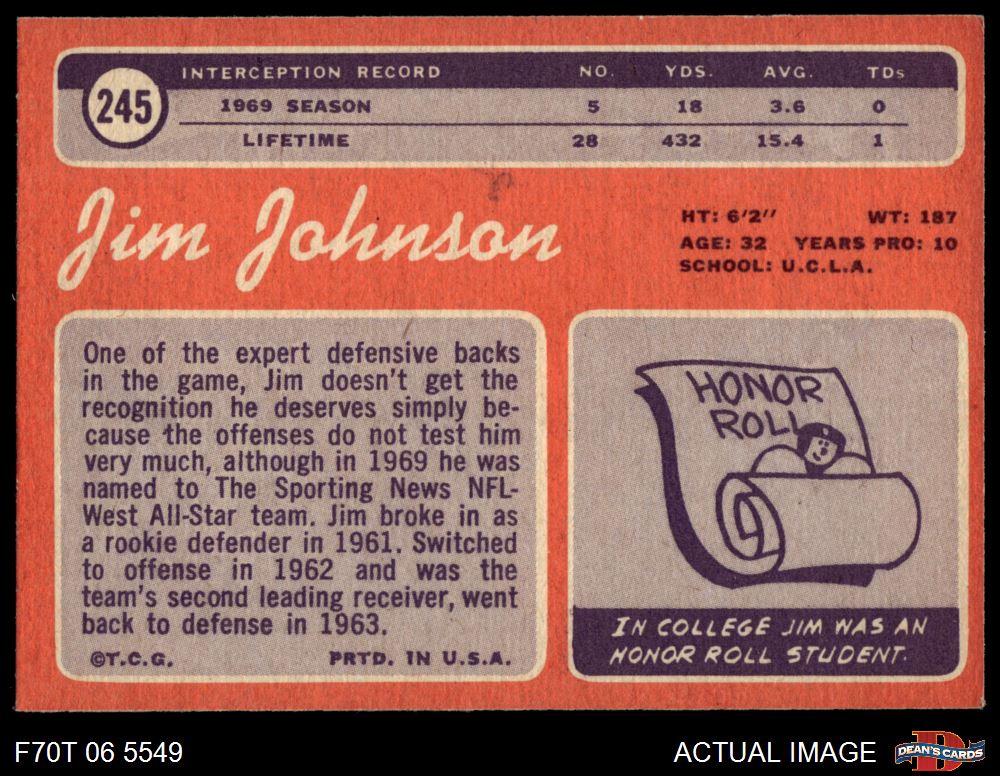 245
INTERCEPTION RECORD NO. YDS. AVG. TDs
1969 SEASON 5 18 3.6 0
LIFETIME 28 432 15.4 1
Jim Johnson
HT: 6'2" WT: 187
AGE: 32 YEARS PRO: 10
SCHOOL: U.C.L.A.
One of the expert defensive backs
in the game, Jim doesn't get the
recognition he deserves simply be-
cause the offenses do not test him
very much, although in 1969 he was
named to The Sporting News NFL-
West All-Star team. Jim broke in as
a rookie defender in 1961. Switched
to offense in 1962 and was the
team's second leading receiver, went
back to defense in 1963.
©T.C.G. PRTD. IN U.S.A.
HONOR
ROLL
IN COLLEGE JIM WAS AN
HONOR ROLL STUDENT.
F70T 06 5549 ACTUAL IMAGE
D
DEAN'S CARDS